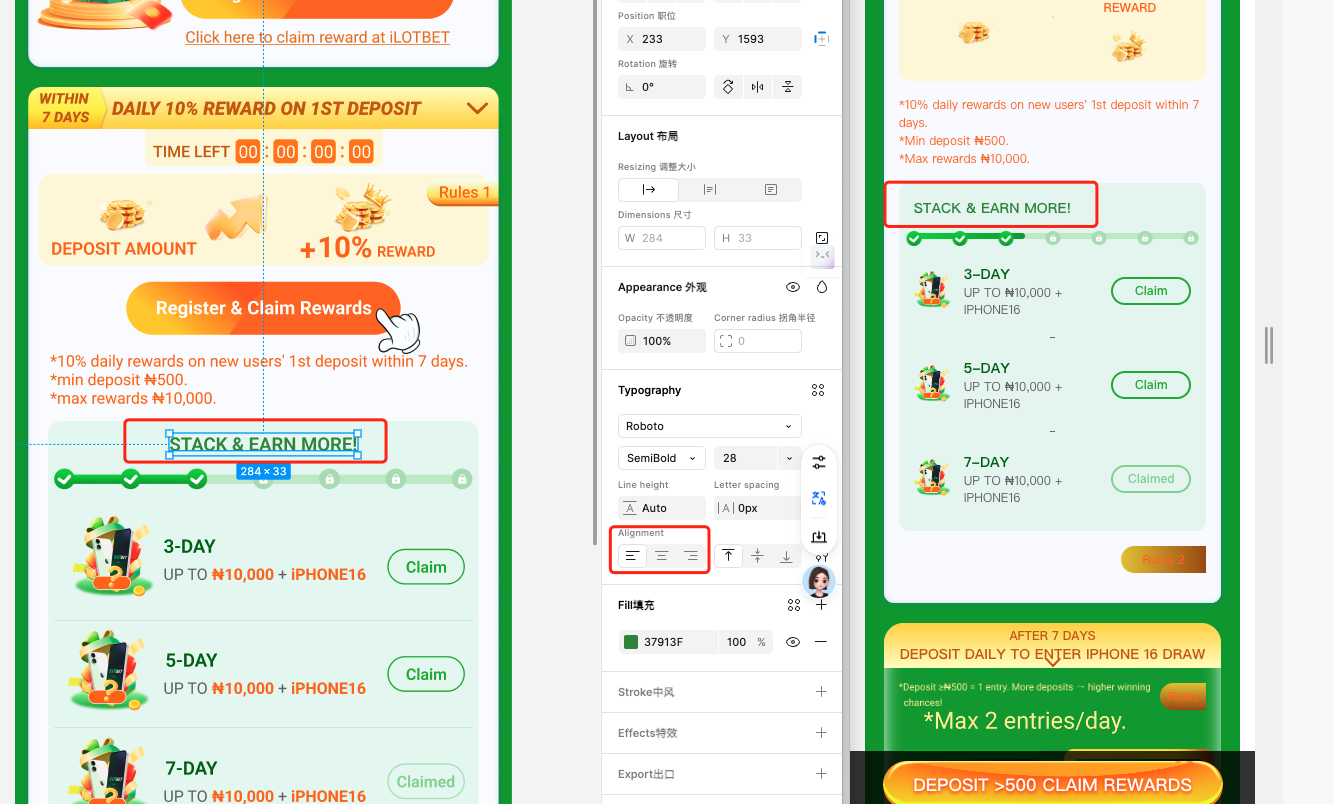 Click here to claim reward at iLOTBET
WITHIN
7 DAYS
DAILY 10% REWARD ON 1ST DEPOSIT
TIME LEFT 00 : 00 : 00 : 00
Rules 1
DEPOSIT AMOUNT
+10% REWARD
Register & Claim Rewards
*10% daily rewards on new users' 1st deposit within 7 days.
*min deposit ₦500.
*max rewards ₦10,000.
STACK & EARN MORE!
284 × 33
3-DAY
UP TO ₦10,000 + iPHONE16
Claim
5-DAY
UP TO ₦10,000 + iPHONE16
Claim
7-DAY
UP TO ₦10,000 + iPHONE16
Claimed
Position 职位
X 233
Y 1593
Rotation 旋转
0°
Layout 布局
Resizing 调整大小
Dimensions 尺寸
W 284
H 33
Appearance 外观
Opacity 不透明度
Corner radius 拐角半径
100%
0
Typography
Roboto
SemiBold
28
Line height
Letter spacing
A Auto
|A| 0px
Alignment
Fill填充
37913F
100 %
Stroke中风
Effects特效
Export出口
REWARD
*10% daily rewards on new users' 1st deposit within 7
days.
*Min deposit ₦500.
*Max rewards ₦10,000.
STACK & EARN MORE!
3-DAY
UP TO ₦10,000 +
IPHONE16
Claim
-
5-DAY
UP TO ₦10,000 +
IPHONE16
Claim
-
7-DAY
UP TO ₦10,000 +
IPHONE16
Claimed
Rules 2
AFTER 7 DAYS
DEPOSIT DAILY TO ENTER IPHONE 16 DRAW
*Deposit ≥₦500 = 1 entry. More deposits → higher winning
chances!
Rules
*Max 2 entries/day.
DEPOSIT >500 CLAIM REWARDS